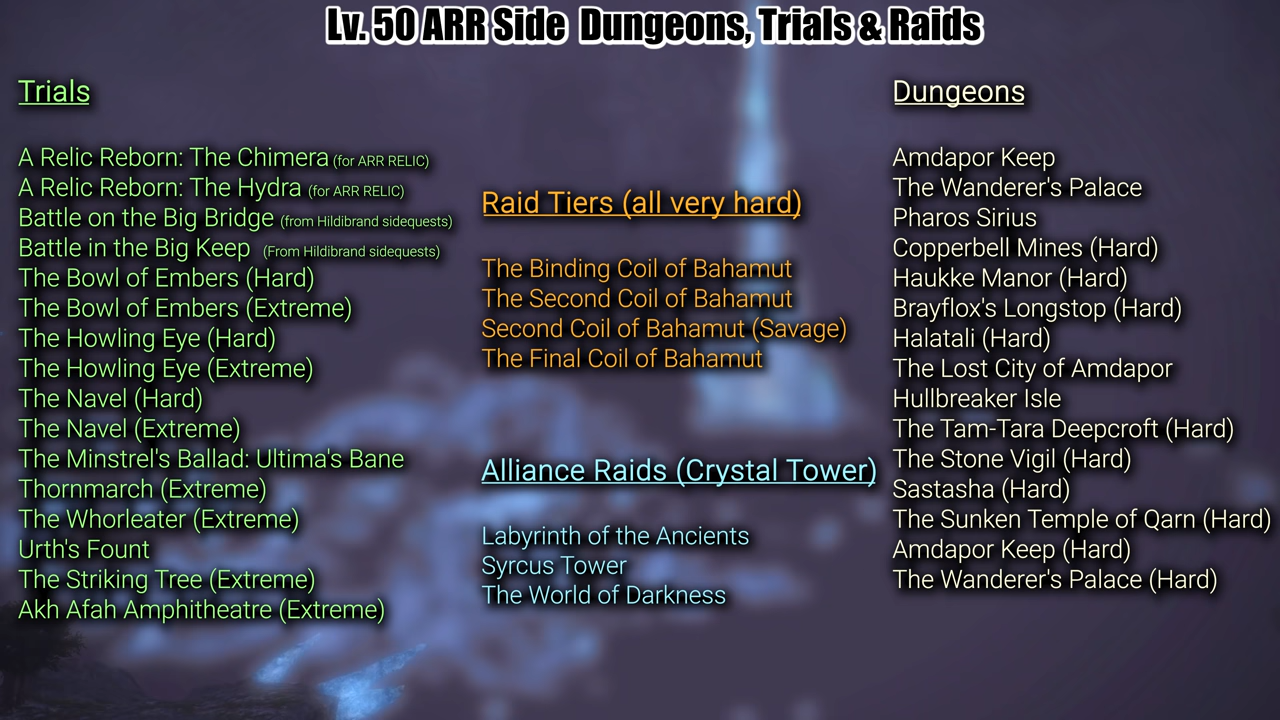 Lv. 50 ARR Side Dungeons, Trials & Raids
Trials
A Relic Reborn: The Chimera (for ARR RELIC)
A Relic Reborn: The Hydra (for ARR RELIC)
Battle on the Big Bridge (from Hildibrand sidequests)
Battle in the Big Keep (From Hildibrand sidequests)
The Bowl of Embers (Hard)
The Bowl of Embers (Extreme)
The Howling Eye (Hard)
The Howling Eye (Extreme)
The Navel (Hard)
The Navel (Extreme)
The Minstrel's Ballad: Ultima's Bane
Thornmarch (Extreme)
The Whorleater (Extreme)
Urth's Fount
The Striking Tree (Extreme)
Akh Afah Amphitheatre (Extreme)
Raid Tiers (all very hard)
The Binding Coil of Bahamut
The Second Coil of Bahamut
Second Coil of Bahamut (Savage)
The Final Coil of Bahamut
Alliance Raids (Crystal Tower)
Labyrinth of the Ancients
Syrcus Tower
The World of Darkness
Dungeons
Amdapor Keep
The Wanderer's Palace
Pharos Sirius
Copperbell Mines (Hard)
Haukke Manor (Hard)
Brayflox's Longstop (Hard)
Halatali (Hard)
The Lost City of Amdapor
Hullbreaker Isle
The Tam-Tara Deepcroft (Hard)
The Stone Vigil (Hard)
Sastasha (Hard)
The Sunken Temple of Qarn (Hard)
Amdapor Keep (Hard)
The Wanderer's Palace (Hard)